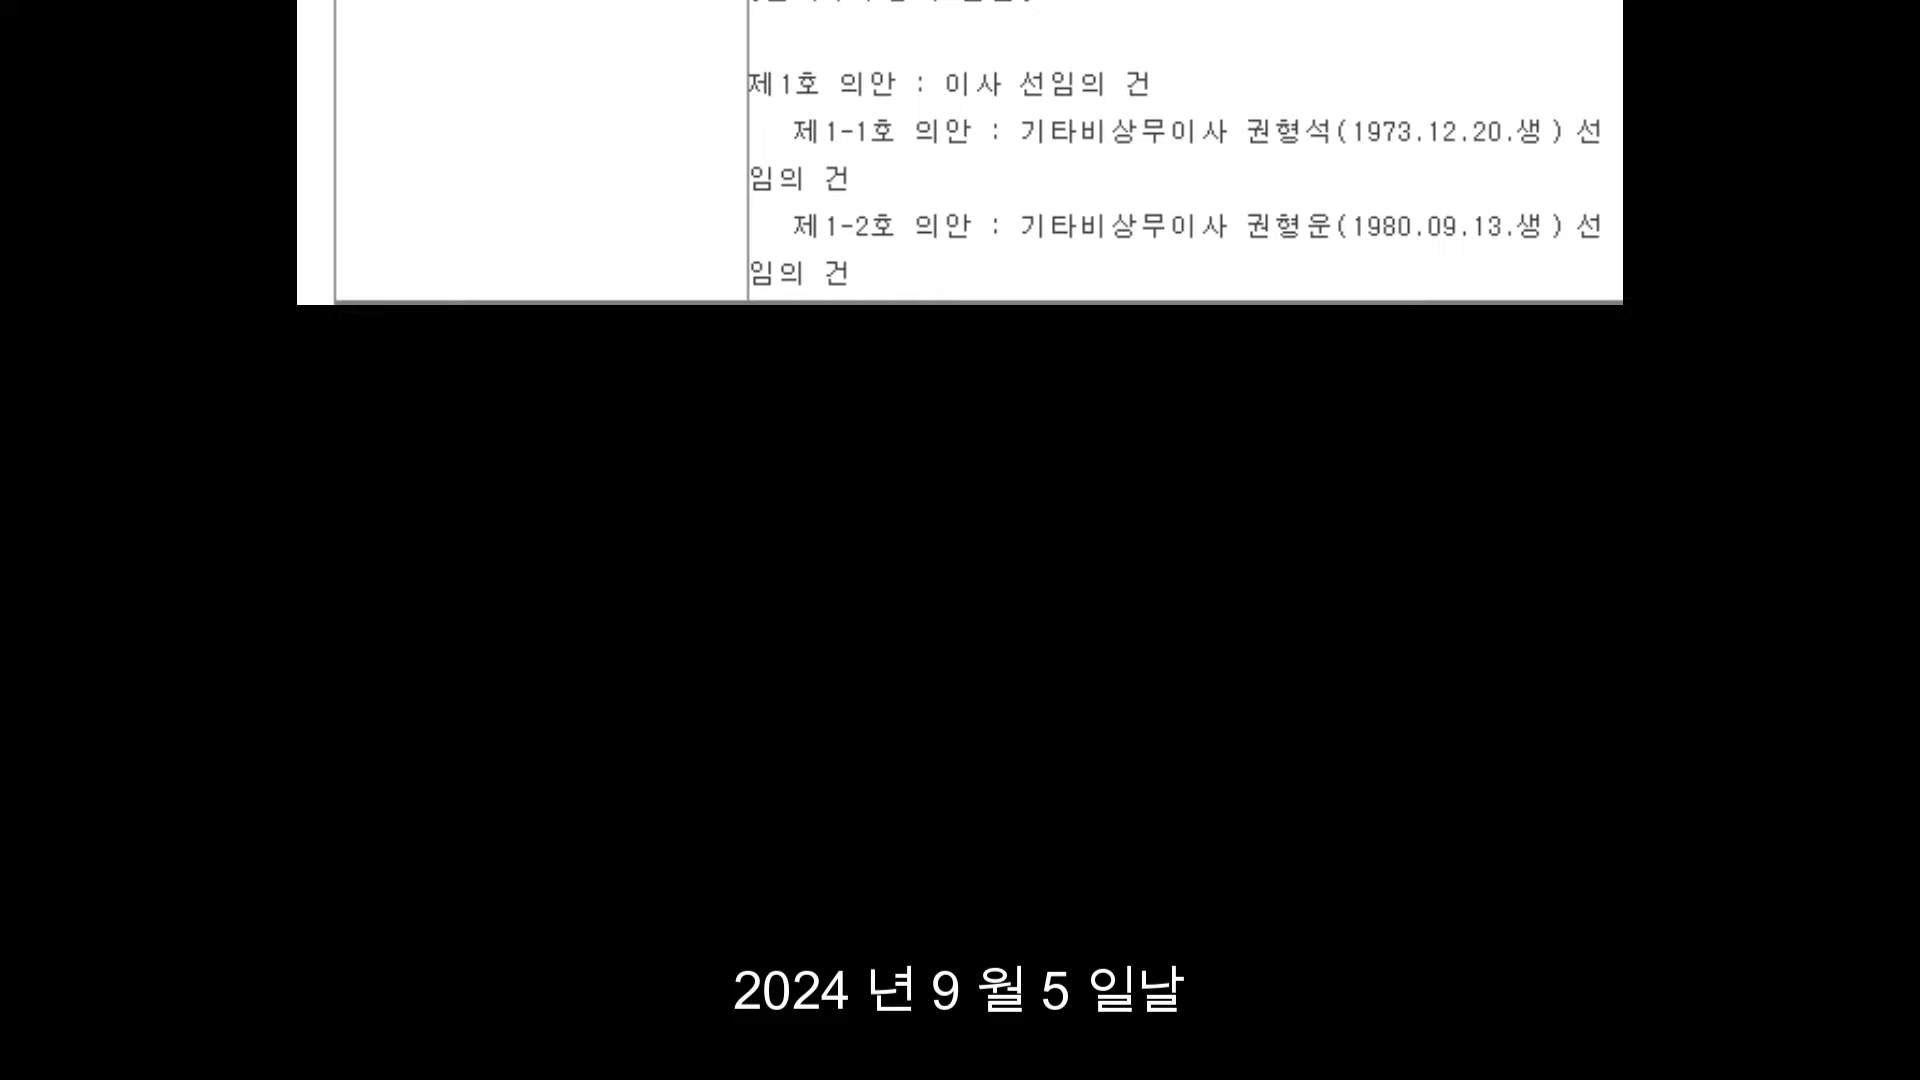 제1호 의안 : 이사 선임의 건
제1-1호 의안 : 기타비상무이사 권형석(1973.12.20.생) 선
임의 건
제1-2호 의안 : 기타비상무이사 권형운(1980.09.13.생) 선
임의 건
2024 년 9 월 5 일날